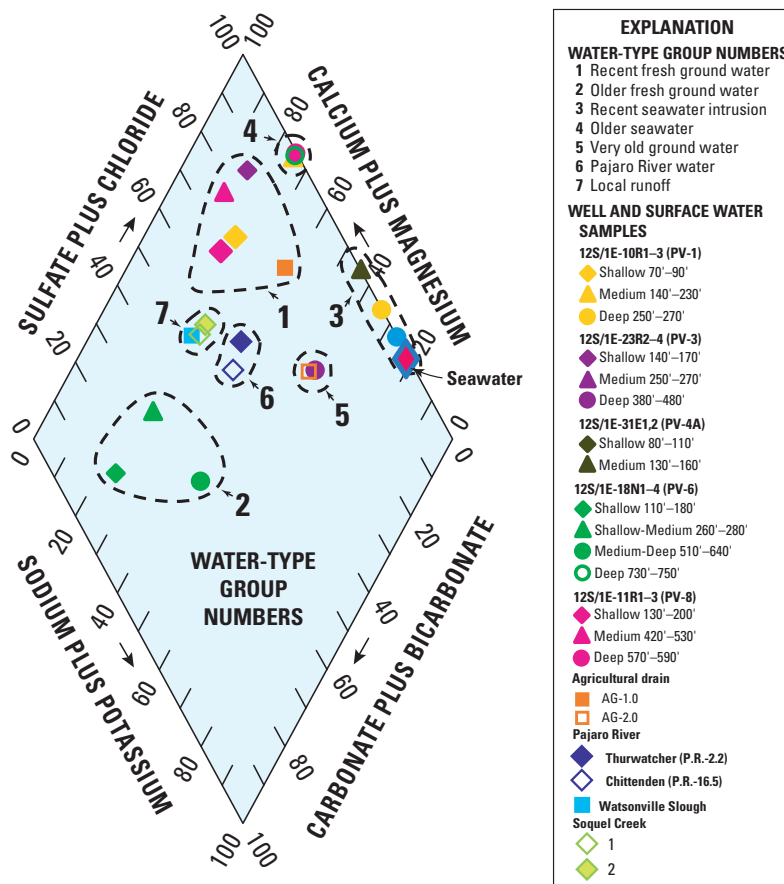 100
100
80
80
60
60
40
40
20
20
0
0
0
0
20
20
40
40
60
60
80
80
100
100
SULFATE PLUS CHLORIDE
CALCIUM PLUS MAGNESIUM
SODIUM PLUS POTASSIUM
CARBONATE PLUS BICARBONATE
4
1
3
7
6
5
2
Seawater
WATER-TYPE
GROUP
NUMBERS
EXPLANATION
WATER-TYPE GROUP NUMBERS
1 Recent fresh ground water
2 Older fresh ground water
3 Recent seawater intrusion
4 Older seawater
5 Very old ground water
6 Pajaro River water
7 Local runoff
WELL AND SURFACE WATER
SAMPLES
12S/1E-10R1–3 (PV-1)
Shallow 70'–90'
Medium 140'–230'
Deep 250'–270'
12S/1E-23R2–4 (PV-3)
Shallow 140'–170'
Medium 250'–270'
Deep 380'–480'
12S/1E-31E1,2 (PV-4A)
Shallow 80'–110'
Medium 130'–160'
12S/1E-18N1–4 (PV-6)
Shallow 110'–180'
Shallow-Medium 260'–280'
Medium-Deep 510'–640'
Deep 730'–750'
12S/1E-11R1–3 (PV-8)
Shallow 130'–200'
Medium 420'–530'
Deep 570'–590'
Agricultural drain
AG-1.0
AG-2.0
Pajaro River
Thurwatcher (P.R.-2.2)
Chittenden (P.R.-16.5)
Watsonville Slough
Soquel Creek
1
2